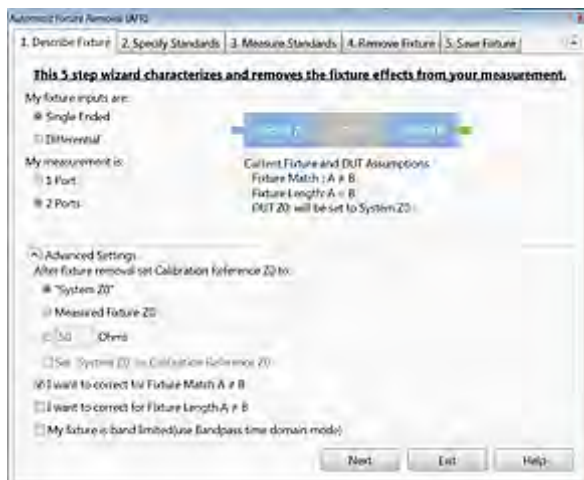 Automatic Fixture Removal (AFR)
1. Describe Fixture
2. Specify Standards
3. Measure Standards
4. Remove Fixture
5. Save Fixture
This 5 step wizard characterizes and removes the fixture effects from your measurement.
My fixture inputs are:
Single Ended
Differential
My measurement is:
1 Port
2 Ports
Current Fixture and DUT Assumptions
Fixture Match : A ≠ B
Fixture Length: A = B
DUT Z0: will be set to System Z0
Advanced Settings
After fixture removal set Calibration Reference Z0 to:
"System Z0"
Measured Fixture Z0
50 Ohms
Set "System Z0" to Calibration Reference Z0
I want to correct for Fixture Match A ≠ B
I want to correct for Fixture Length A ≠ B
My fixture is band limited(use Bandpass time domain mode)
Next
Exit
Help